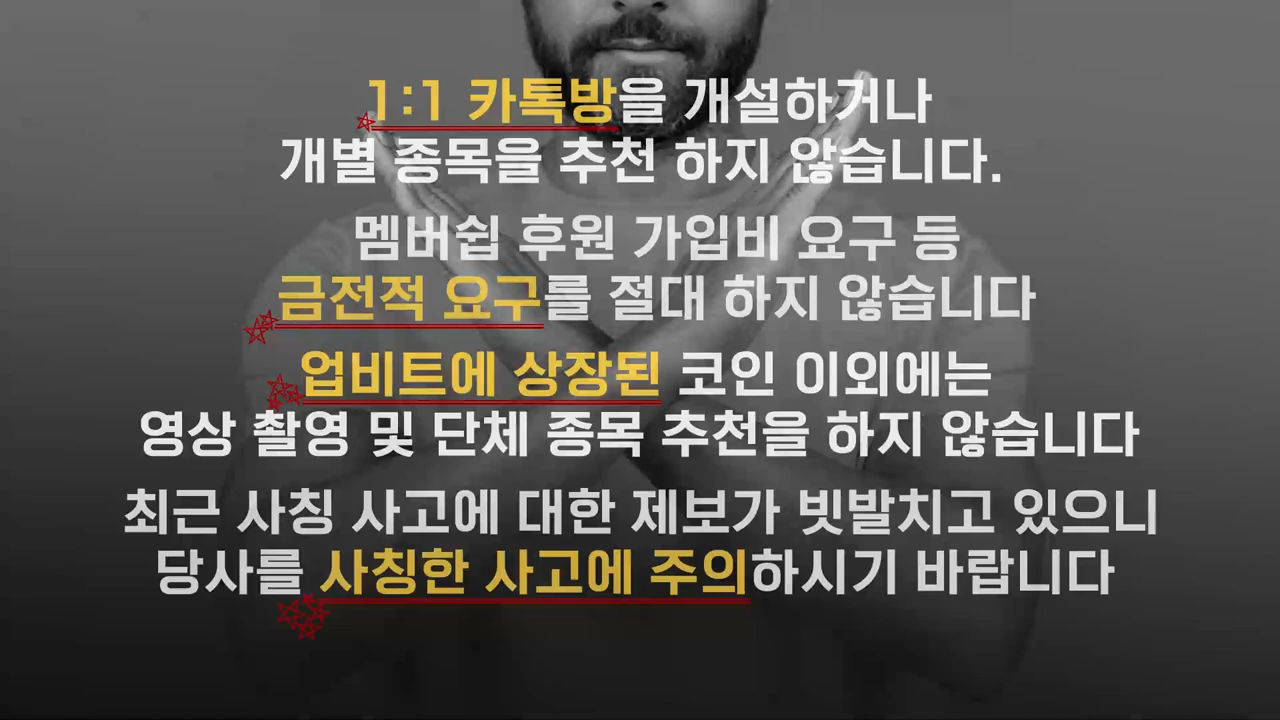 1:1 카톡방을 개설하거나
개별 종목을 추천 하지 않습니다.
멤버쉽 후원 가입비 요구 등
금전적 요구를 절대 하지 않습니다
업비트에 상장된 코인 이외에는
영상 촬영 및 단체 종목 추천을 하지 않습니다
최근 사칭 사고에 대한 제보가 빗발치고 있으니
당사를 사칭한 사고에 주의하시기 바랍니다